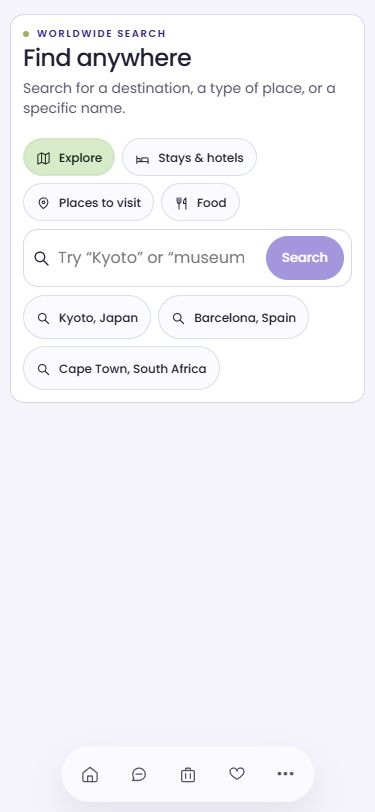 WORLDWIDE SEARCH
Find anywhere
Search for a destination, a type of place, or a
specific name.
Explore
Stays & hotels
Places to visit
Food
Try “Kyoto” or “museum
Search
Kyoto, Japan
Barcelona, Spain
Cape Town, South Africa